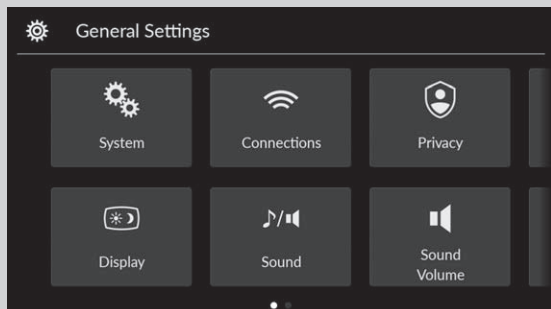 General Settings
System
Connections
Privacy
Display
Sound
Sound
Volume